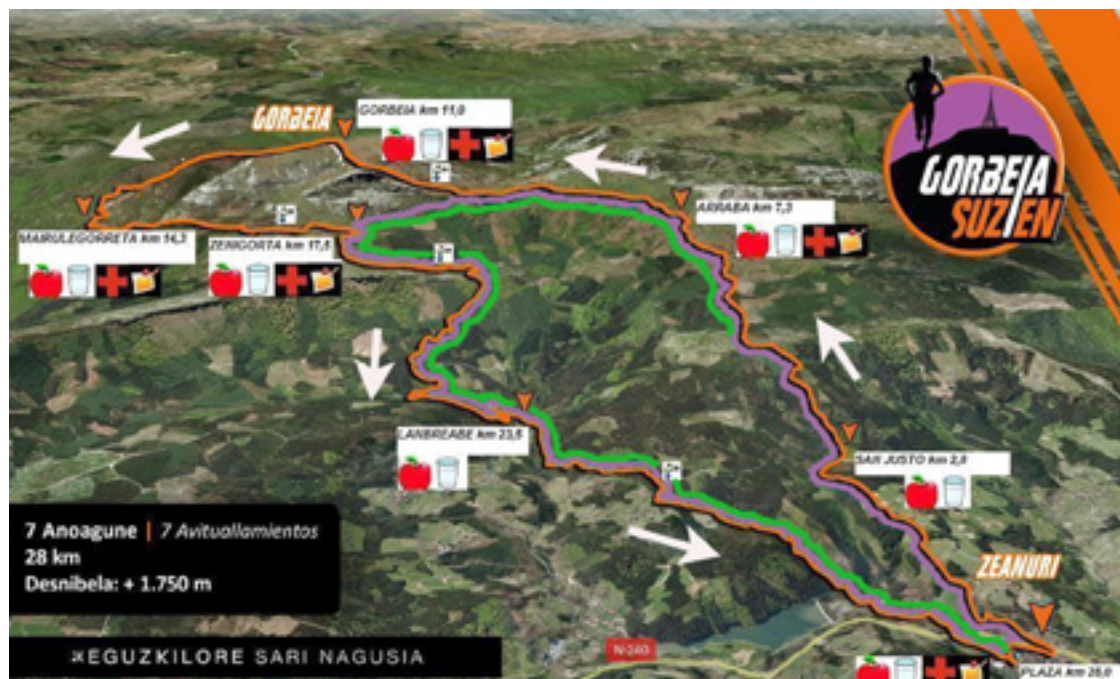 GORBEIA
GORBEIA km 11,0
GORBEIA
SUZIEN
ARRABA km 7,3
MAIRULEGORRETA km 14,3
ZENIGORTA km 17,5
LANBREABE km 23,5
SAN JUSTO km 2,8
7 Anoagune | 7 Avituallamientos
28 km
Desnibela: + 1.750 m
ZEANURI
EGUZKILORE SARI NAGUSIA
N-240
PLAZA km 28,0